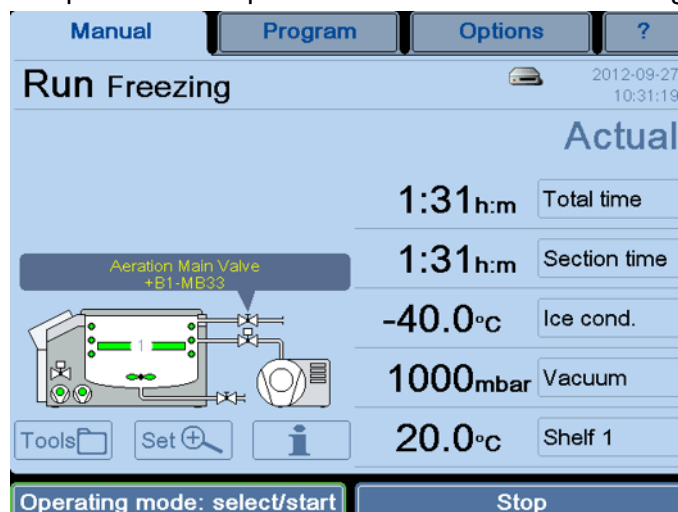 Manual Program Options ?
Run Freezing
2012-09-27
10:31:19
Actual
1:31h:m Total time
Aeration Main Valve
+B1-MB33
1:31h:m Section time
-40.0°C Ice cond.
1
1000mbar Vacuum
Tools Set i
20.0°C Shelf 1
Operating mode: select/start Stop